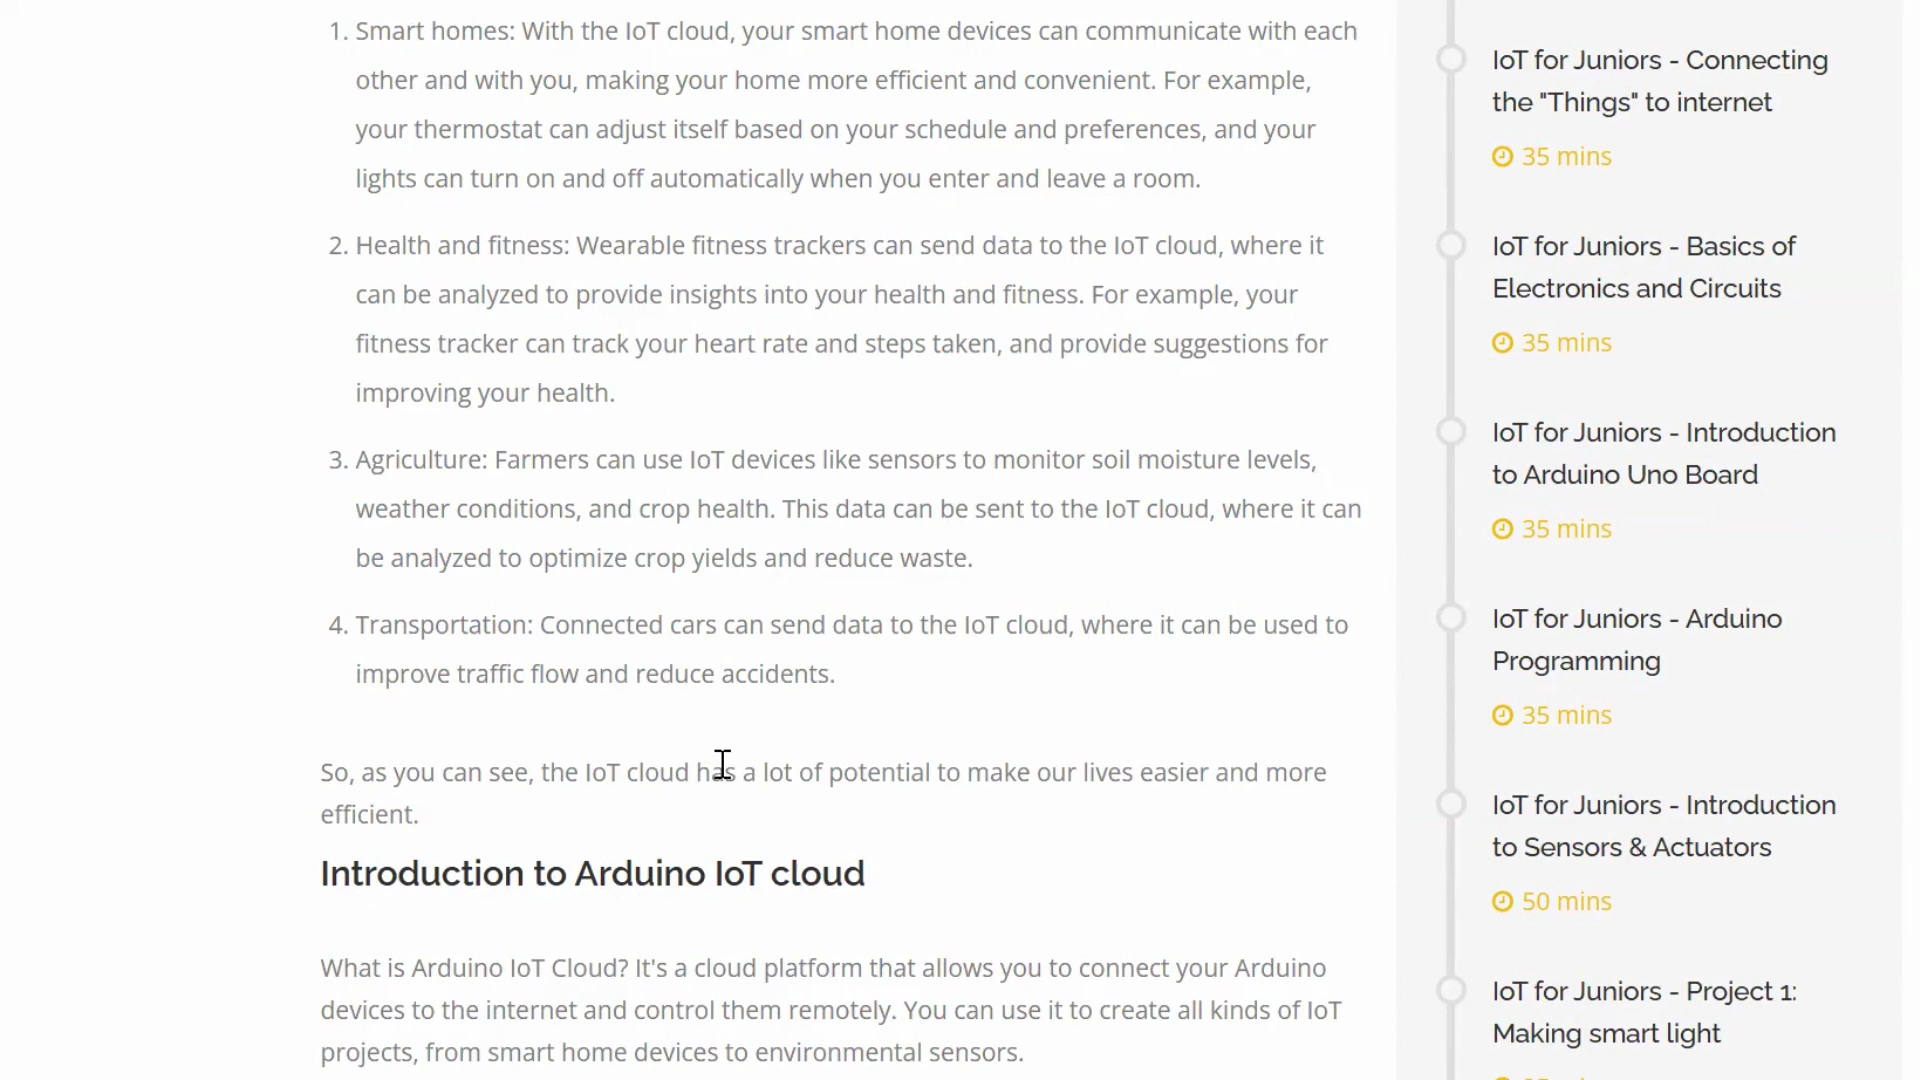 1. Smart homes: With the IoT cloud, your smart home devices can communicate with each
other and with you, making your home more efficient and convenient. For example,
your thermostat can adjust itself based on your schedule and preferences, and your
lights can turn on and off automatically when you enter and leave a room.
2. Health and fitness: Wearable fitness trackers can send data to the IoT cloud, where it
can be analyzed to provide insights into your health and fitness. For example, your
fitness tracker can track your heart rate and steps taken, and provide suggestions for
improving your health.
3. Agriculture: Farmers can use IoT devices like sensors to monitor soil moisture levels,
weather conditions, and crop health. This data can be sent to the IoT cloud, where it can
be analyzed to optimize crop yields and reduce waste.
4. Transportation: Connected cars can send data to the IoT cloud, where it can be used to
improve traffic flow and reduce accidents.
So, as you can see, the IoT cloud has a lot of potential to make our lives easier and more
efficient.
Introduction to Arduino IoT cloud
What is Arduino IoT Cloud? It's a cloud platform that allows you to connect your Arduino
devices to the internet and control them remotely. You can use it to create all kinds of IoT
projects, from smart home devices to environmental sensors.
IoT for Juniors - Connecting
the "Things" to internet
35 mins
IoT for Juniors - Basics of
Electronics and Circuits
35 mins
IoT for Juniors - Introduction
to Arduino Uno Board
35 mins
IoT for Juniors - Arduino
Programming
35 mins
IoT for Juniors - Introduction
to Sensors & Actuators
50 mins
IoT for Juniors - Project 1:
Making smart light